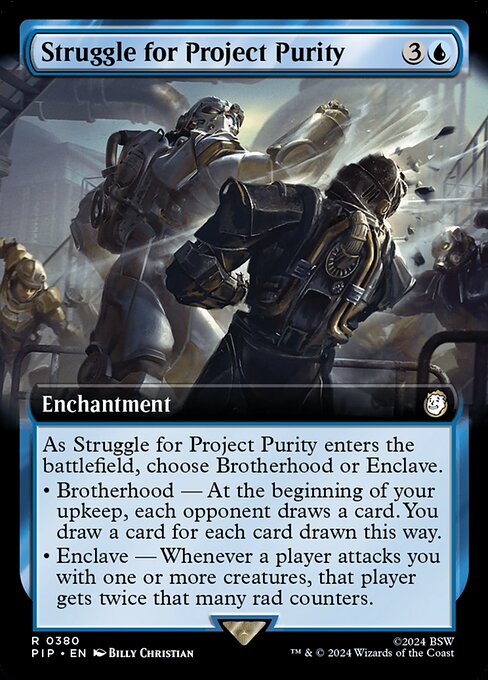 Struggle for Project Purity 3
Enchantment
As Struggle for Project Purity enters the
battlefield, choose Brotherhood or Enclave.
• Brotherhood — At the beginning of your
upkeep, each opponent draws a card. You
draw a card for each card drawn this way.
• Enclave — Whenever a player attacks you
with one or more creatures, that player
gets twice that many rad counters.
R 0380
PIP • EN Billy Christian
©2024 BSW
™ & © 2024 Wizards of the Coast